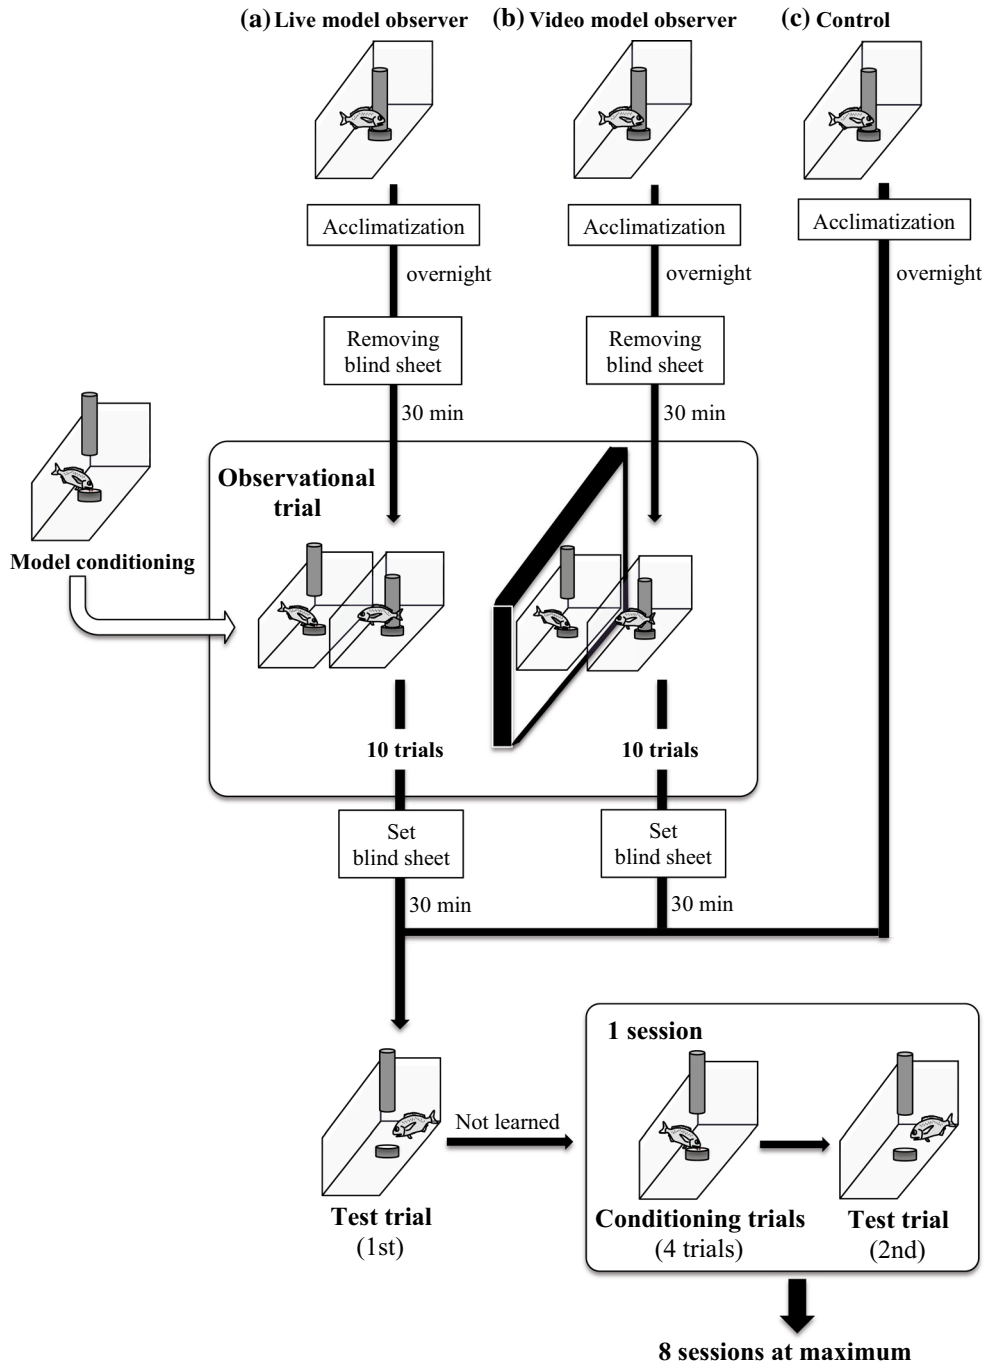 (a) Live model observer
(b) Video model observer
(c) Control
Acclimatization
Acclimatization
Acclimatization
overnight
overnight
overnight
Removing
blind sheet
Removing
blind sheet
30 min
30 min
Model conditioning
Observational
trial
10 trials
10 trials
Set
blind sheet
Set
blind sheet
30 min
30 min
Test trial
(1st)
Not learned
1 session
Conditioning trials
(4 trials)
Test trial
(2nd)
8 sessions at maximum